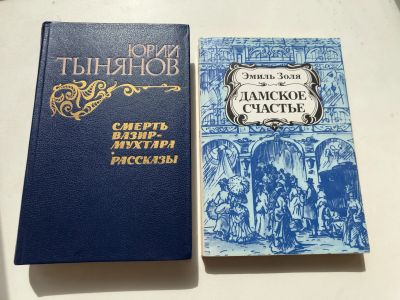 ЮРИЙ
ТЫНЯНОВ
СМЕРТЬ
ВАЗИР-
МУХТАРА
РАССКАЗЫ
Эмиль Золя
ДАМСКОЕ
СЧАСТЬЕ